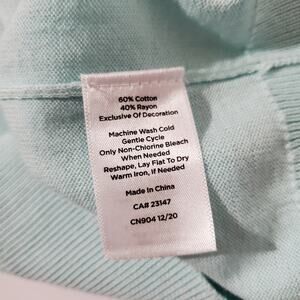 60% Cotton
40% Rayon
Exclusive Of Decoration
Machine Wash Cold
Gentle Cycle
Only Non-Chlorine Bleach
When Needed
Reshape, Lay Flat To Dry
Warm Iron, If Needed
Made In China
CA# 23147
CN904 12/20